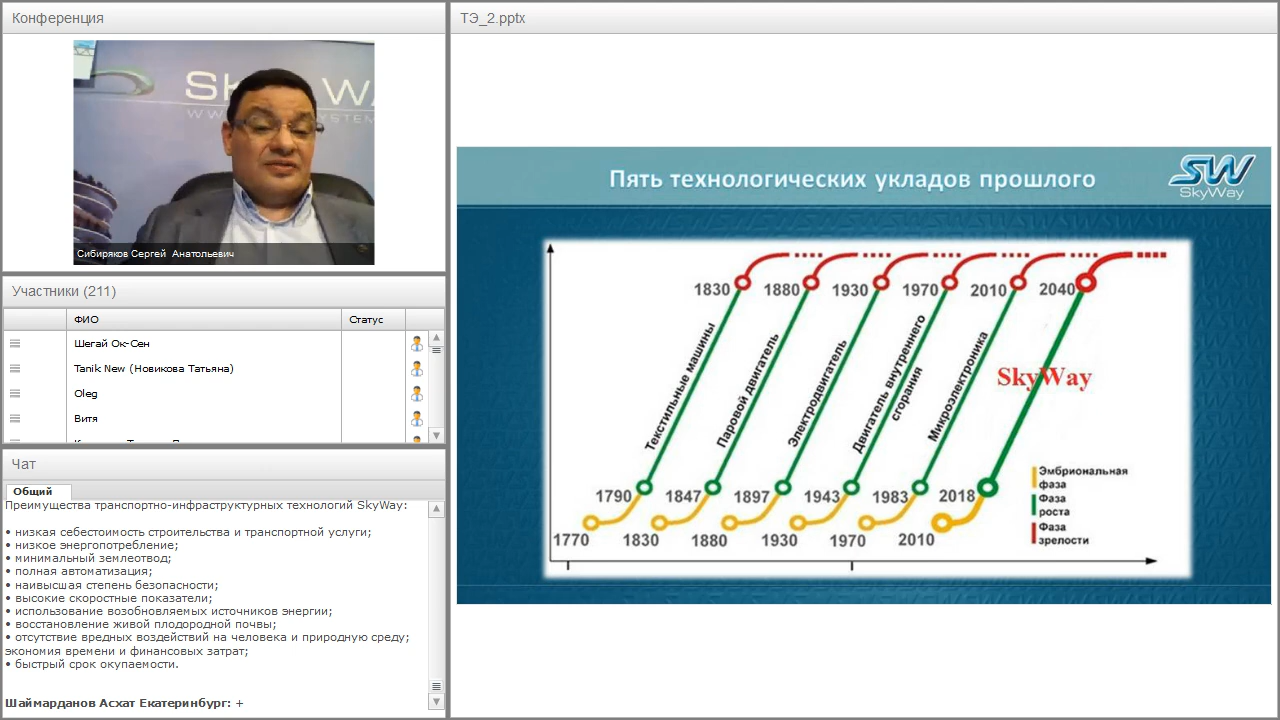 Конференция
SKY WA
Сибиряков Сергей Анатольевич
Участники (211)
ФИО
Статус
Шегай Ок-Сен
Tanik New (Новикова Татьяна)
Oleg
Витя
Чат
Общий
Преимущества транспортно-инфраструктурных технологий SkyWay:
• низкая себестоимость строительства и транспортной услуги;
• низкое энергопотребление;
• минимальный землеотвод;
• полная автоматизация;
• наивысшая степень безопасности;
• высокие скоростные показатели;
• использование возобновляемых источников энергии;
• восстановление живой плодородной почвы;
• отсутствие вредных воздействий на человека и природную среду;
экономия времени и финансовых затрат;
• быстрый срок окупаемости.
Шаймарданов Асхат Екатеринбург: +
ТЭ_2.pptx
Пять технологических укладов прошлого
SW
SkyWay
1830 1880 1930 1970 2010 2040
Текстильные машины
Паровой двигатель
Электродвигатель
Двигатель внутреннего
сгорания
Микроэлектроника
SkyWay
1790 1847 1897 1943 1983 2018
1770 1830 1880 1930 1970 2010
Эмбриональная
фаза
Фаза
роста
Фаза
зрелости